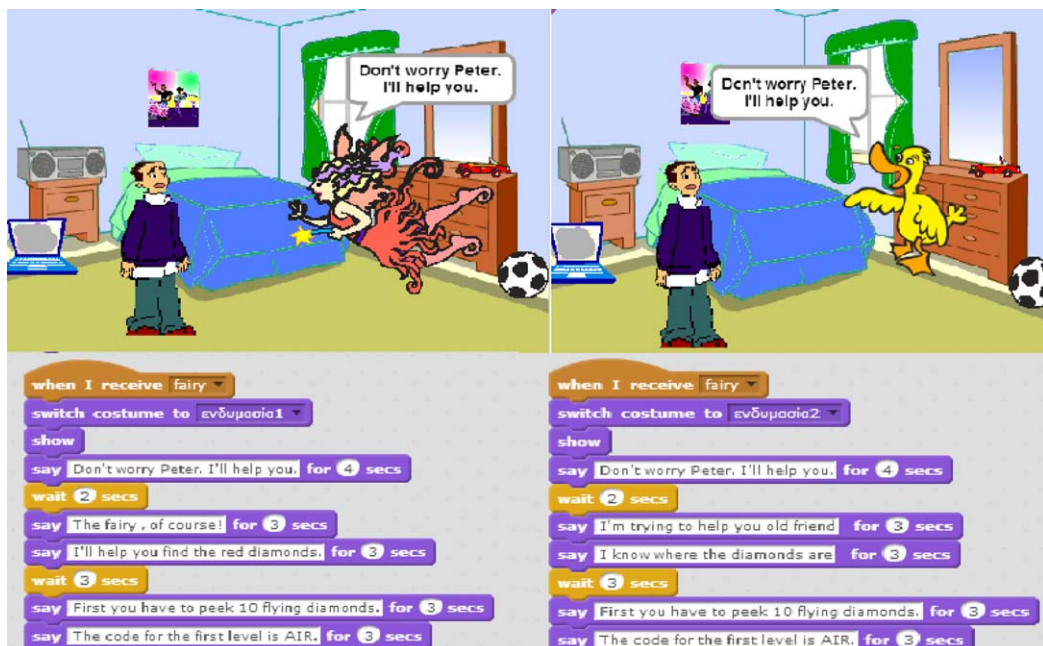 Don't worry Peter.
I'll help you.
when I receive fairy
switch costume to ενδυμασία1
show
say Don't worry Peter. I'll help you. for 4 secs
wait 2 secs
say The fairy , of course! for 3 secs
say I'll help you find the red diamonds. for 3 secs
wait 3 secs
say First you have to peek 10 flying diamonds. for 3 secs
say The code for the first level is AIR. for 3 secs
Don't worry Peter.
I'll help you.
when I receive fairy
switch costume to ενδυμασία2
show
say Don't worry Peter. I'll help you. for 4 secs
wait 2 secs
say I'm trying to help you old friend for 3 secs
say I know where the diamonds are for 3 secs
wait 3 secs
say First you have to peek 10 flying diamonds. for 3 secs
say The code for the first level is AIR. for 3 secs